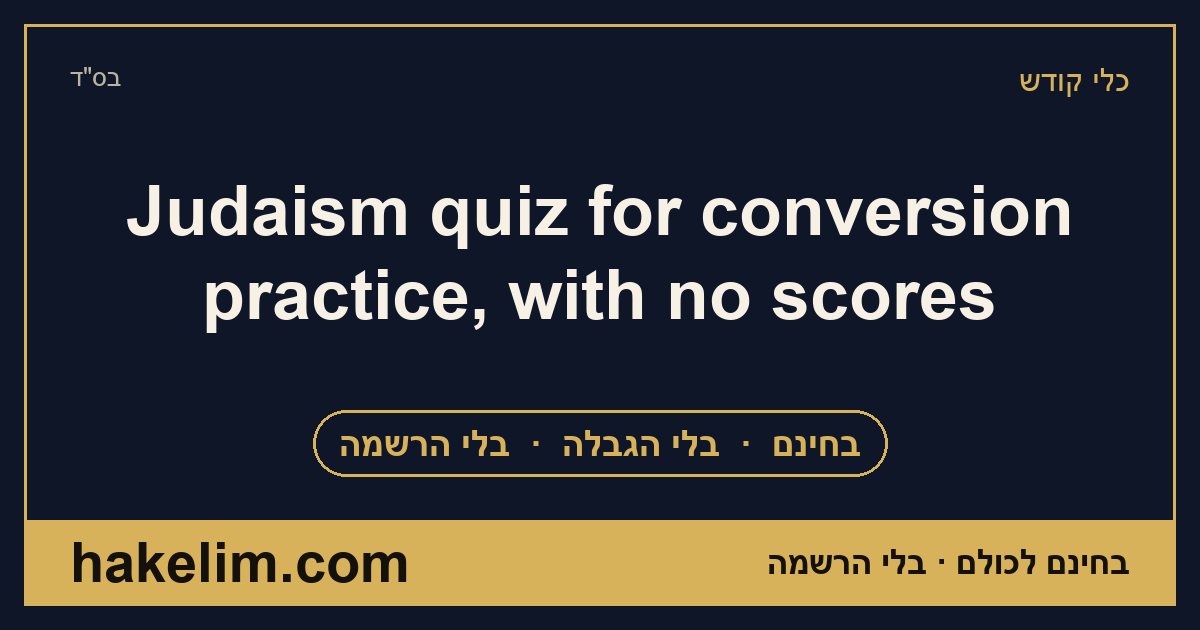 בס"ד
כלי קודש
Judaism quiz for conversion
practice, with no scores
בחינם · בלי הגבלה · בלי הרשמה
hakelim.com
בחינם לכולם · בלי הרשמה